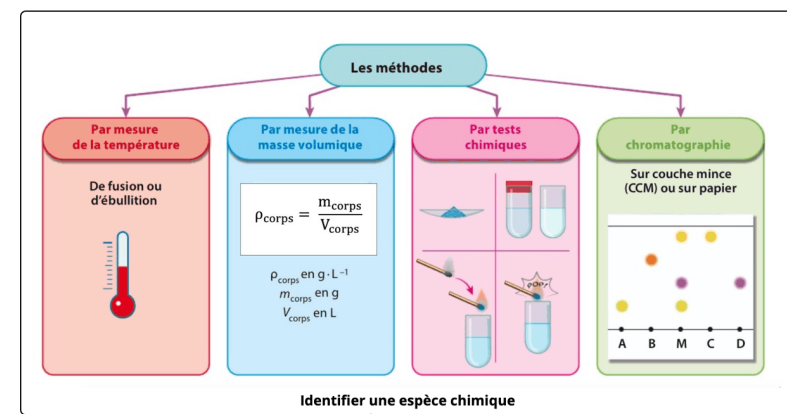 Les méthodes
Par mesure
de la température
De fusion ou
d'ébullition
Par mesure de la
masse volumique
ρcorps = mcorps / Vcorps
ρcorps en g · L⁻¹
mcorps en g
Vcorps en L
Par tests
chimiques
POP!
Par
chromatographie
Sur couche mince
(CCM) ou sur papier
A B M C D
Identifier une espèce chimique